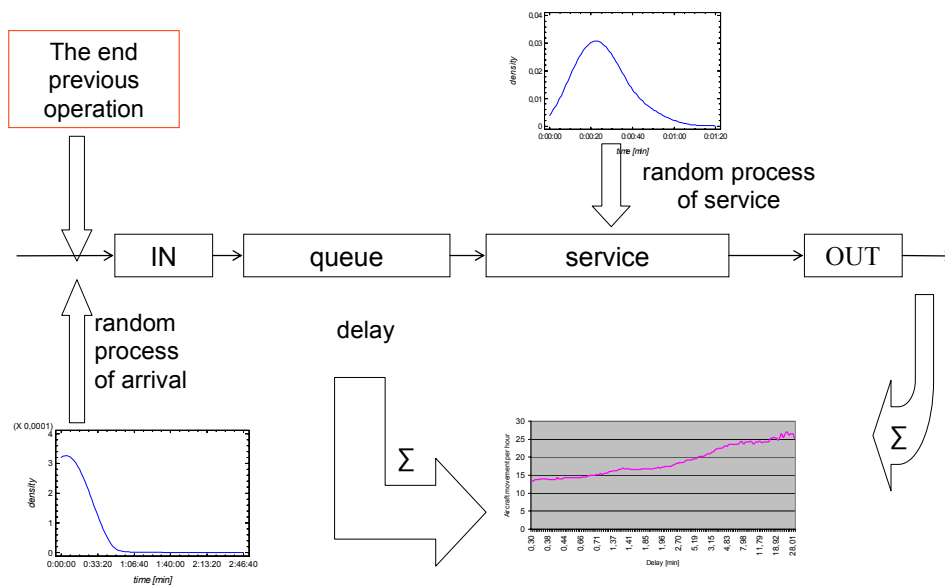 The end
previous
operation
0,04
0,03
0,02
0,01
0
density
0:00:00
0:00:20
0:00:40
0:01:00
0:01:20
time [min]
random process
of service
IN
queue
service
OUT
random
process
of arrival
delay
(X 0,0001)
4
3
2
1
0
density
0:00:00
0:33:20
1:06:40
1:40:00
2:13:20
2:46:40
time [min]
Σ
Σ
Aircraft movement per hour
30
25
20
15
10
5
0
0,30
0,38
0,44
0,66
0,71
1,37
1,41
1,85
1,96
2,70
5,19
3,15
4,83
7,98
11,79
18,92
28,01
Delay [min]